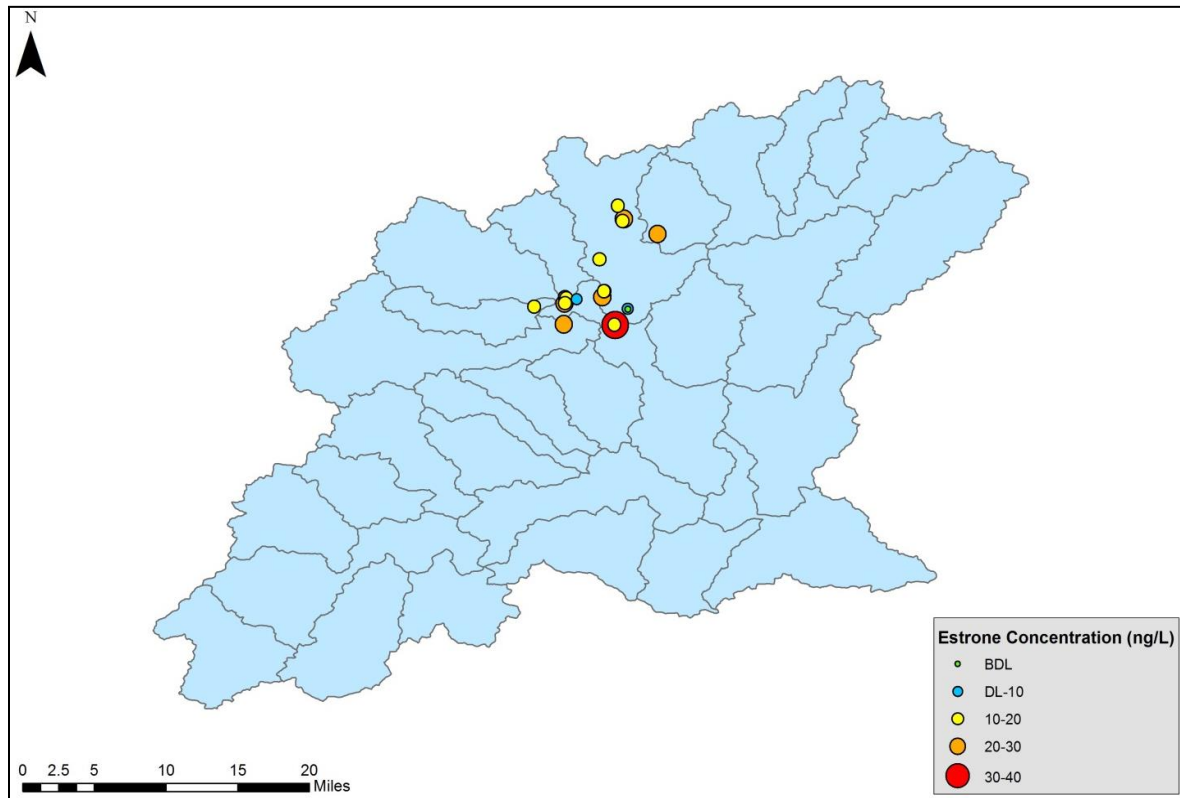 N
Estrone Concentration (ng/L)
BDL
DL-10
10-20
20-30
30-40
0 2.5 5 10 15 20
Miles